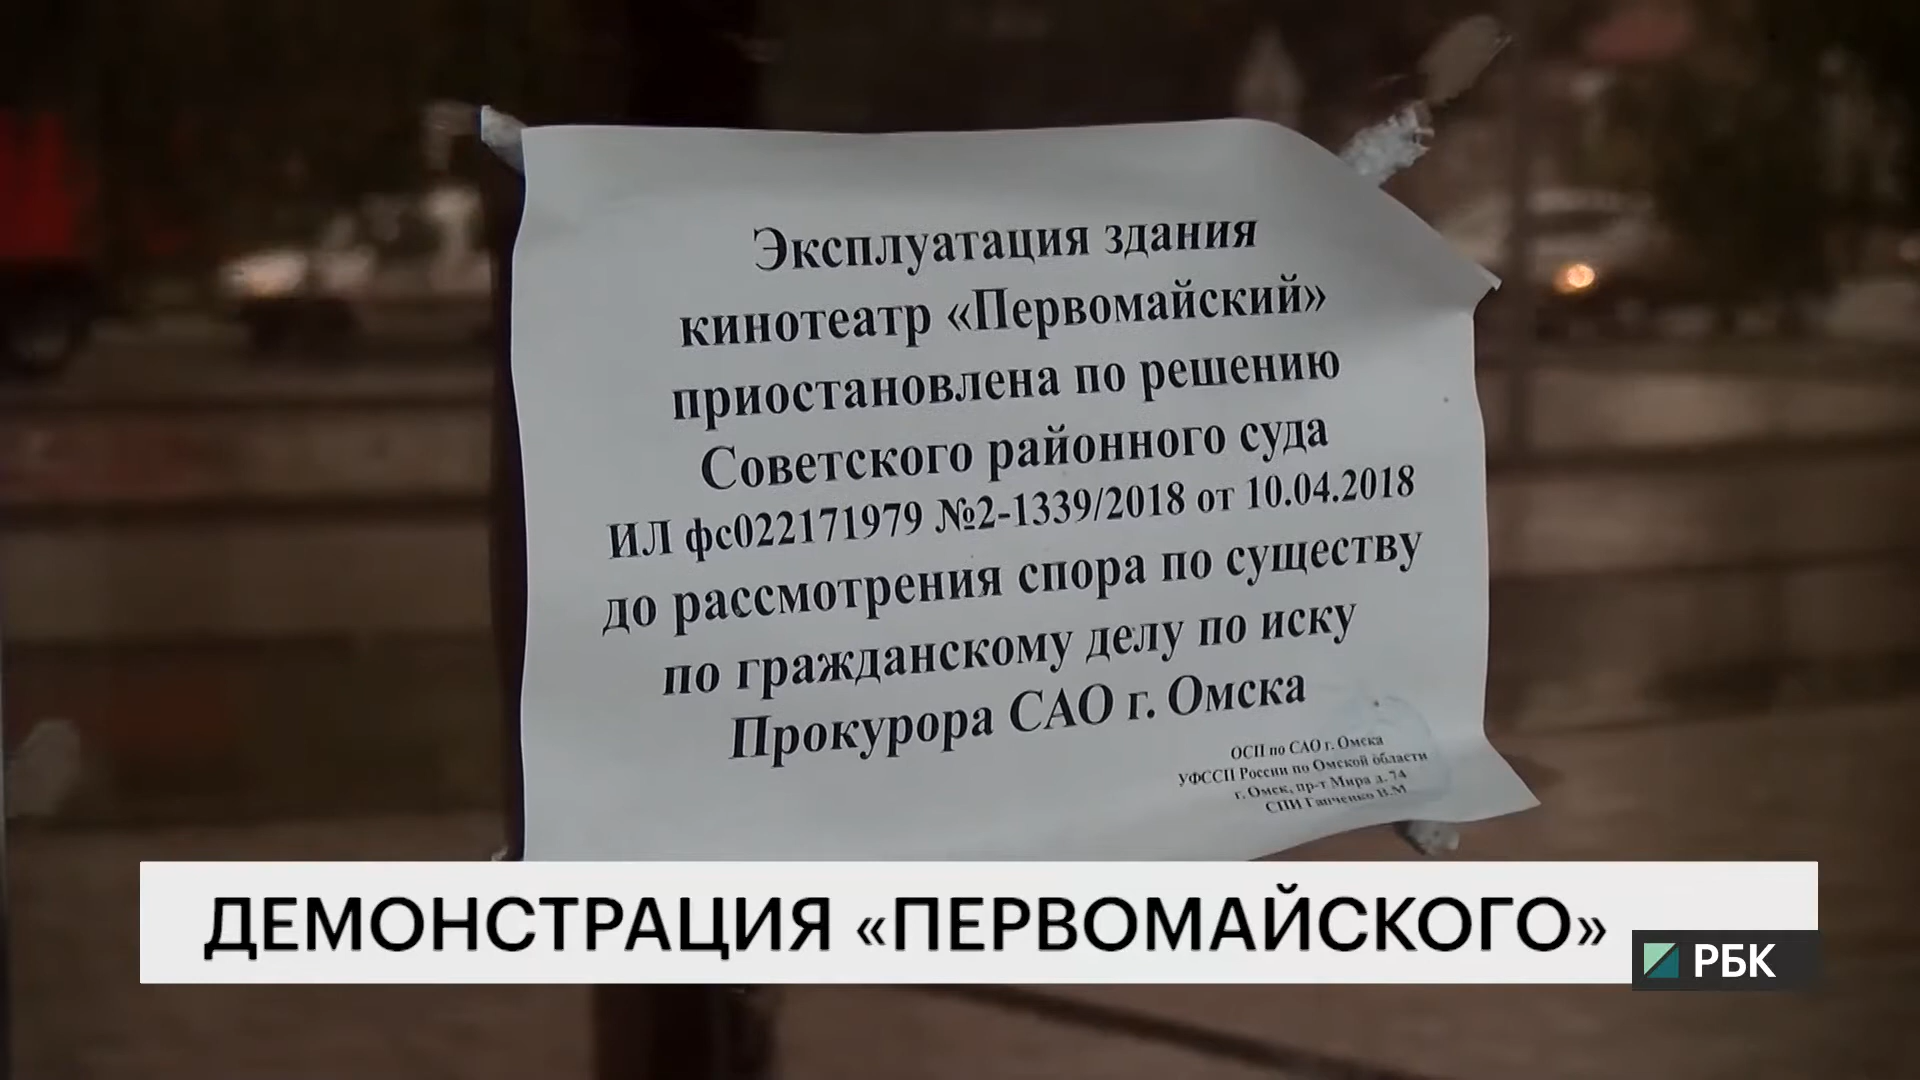 Эксплуатация здания
кинотеатр «Первомайский»
приостановлена по решению
Советского районного суда
ИЛ фс022171979 №2-1339/2018 от 10.04.2018
до рассмотрения спора по существу
по гражданскому делу по иску
Прокурора САО г. Омска
ОСП по САО г. Омска
УФССП России по Омской области
г. Омск, пр-т Мира д. 74
СПИ Ганченко В.М
ДЕМОНСТРАЦИЯ «ПЕРВОМАЙСКОГО»
РБК